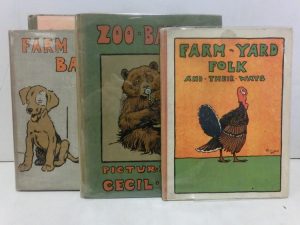 FARM
BA
ZOO-BA
PICTUR
CECIL
FARM-YARD
FOLK
AND·THEIR·WAYS